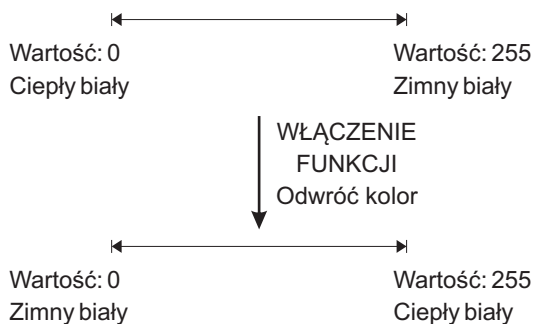 Wartość: 0
Ciepły biały
Wartość: 255
Zimny biały
WŁĄCZENIE
FUNKCJI
Odwróć kolor
Wartość: 0
Zimny biały
Wartość: 255
Ciepły biały